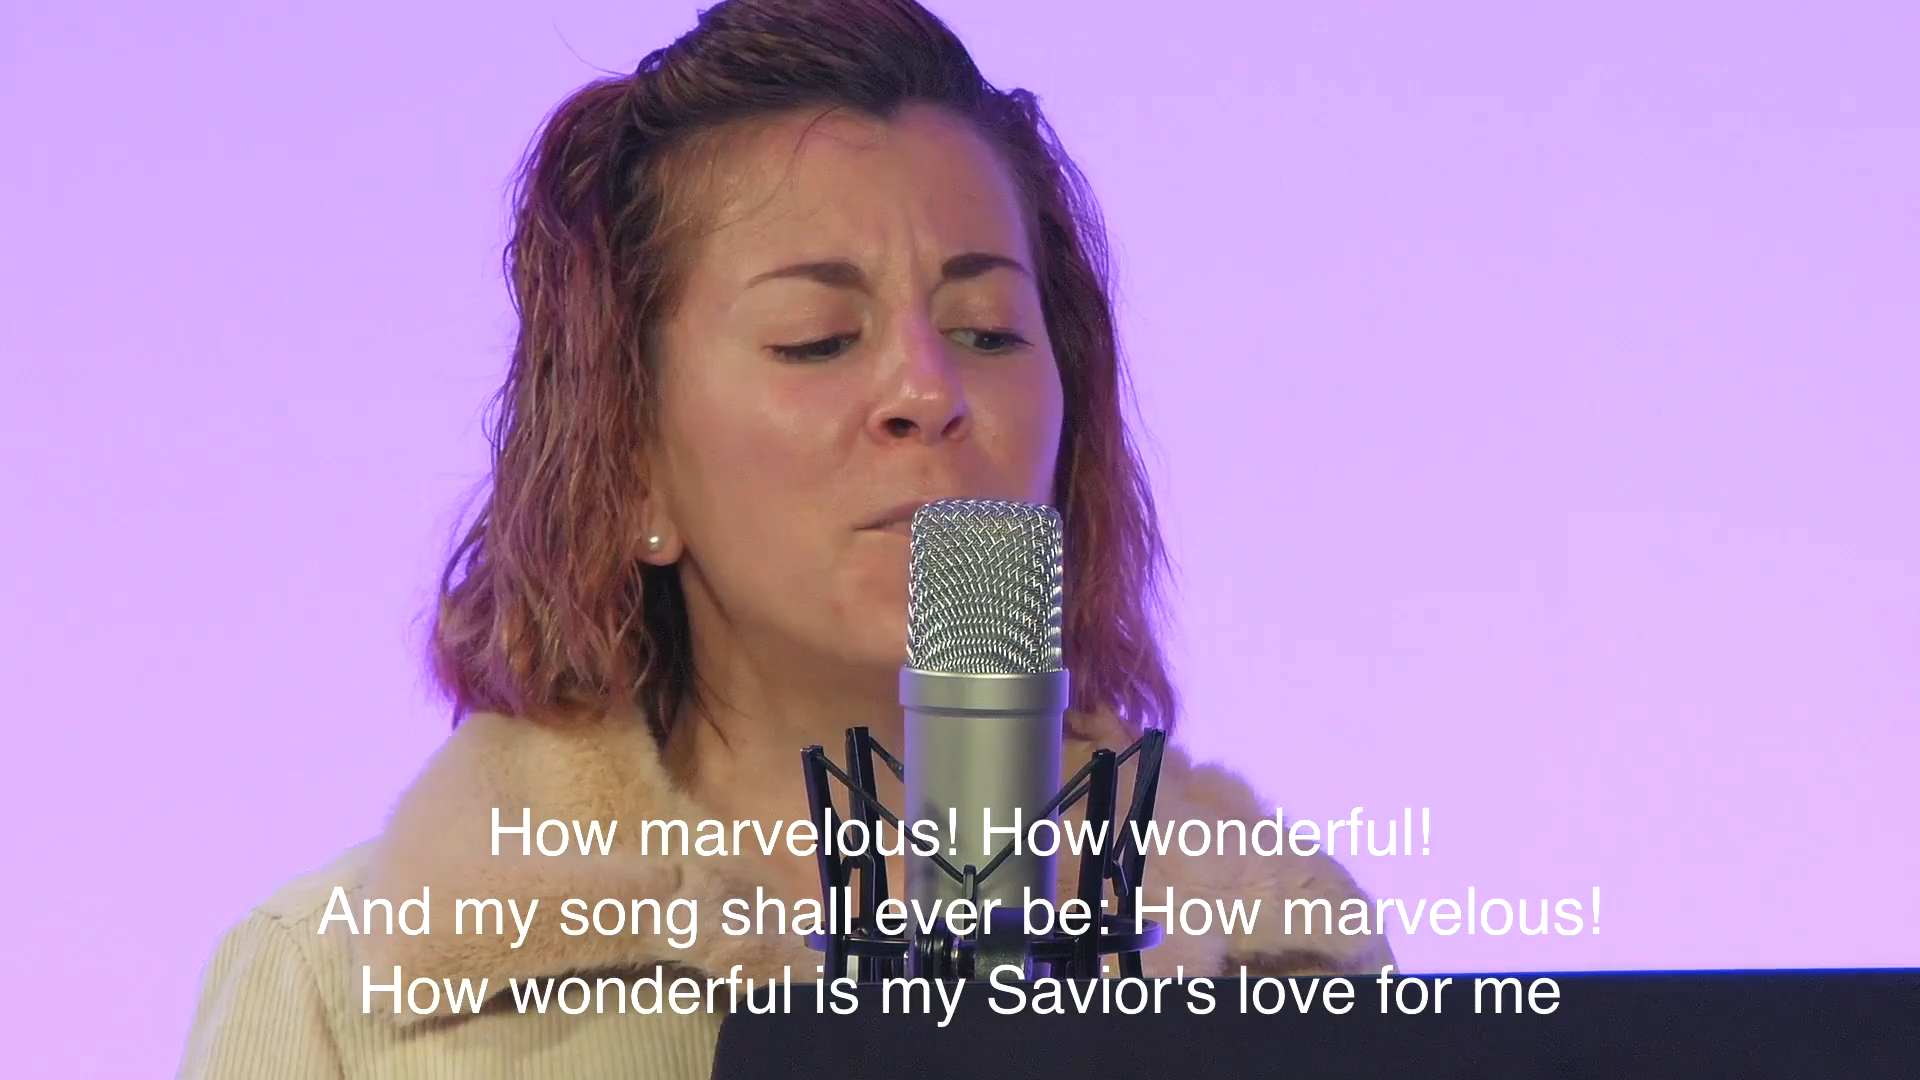 How marvelous! How wonderful!
And my song shall ever be: How marvelous!
How wonderful is my Savior's love for me